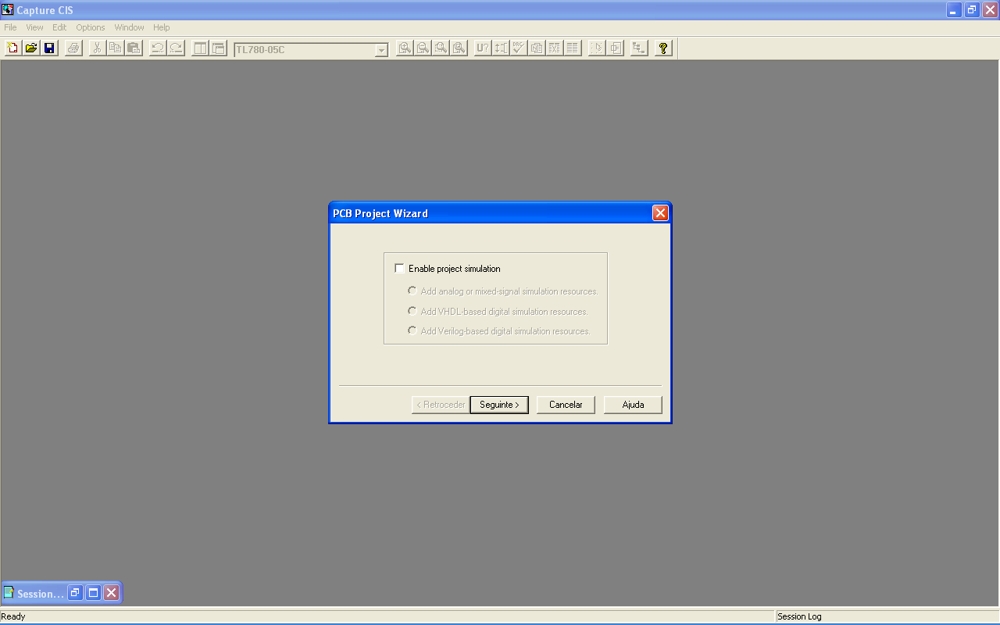 Capture CIS
File View Edit Options Window Help
TL780-05C
U?
PCB Project Wizard
Enable project simulation
Add analog or mixed-signal simulation resources.
Add VHDL-based digital simulation resources.
Add Verilog-based digital simulation resources.
< Retroceder Seguinte > Cancelar Ajuda
Session...
Ready Session Log